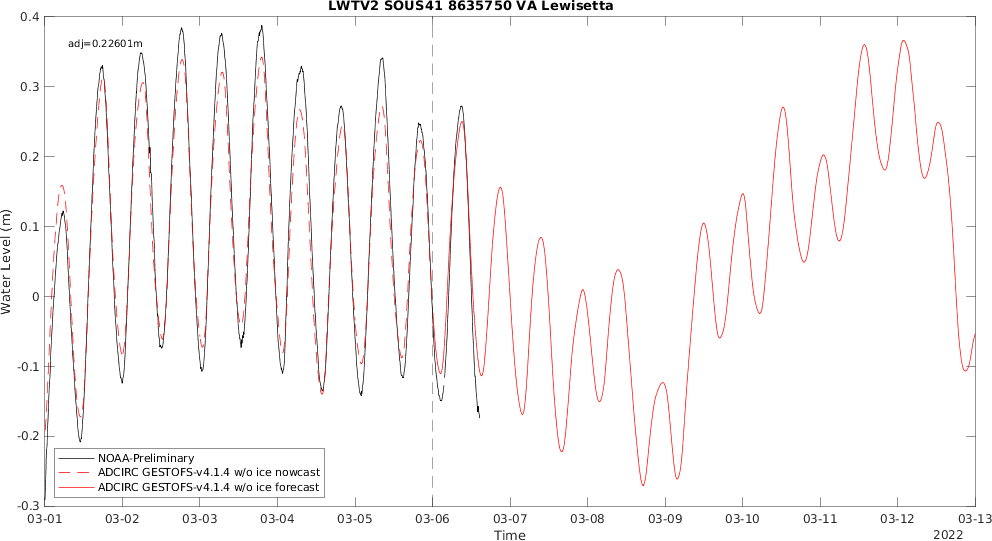 LWTV2 SOUS41 8635750 VA Lewisetta
adj=0.22601m
Water Level (m)
0.4
0.3
0.2
0.1
0
-0.1
-0.2
-0.3
NOAA-Preliminary
ADCIRC GESTOFS-v4.1.4 w/o ice nowcast
ADCIRC GESTOFS-v4.1.4 w/o ice forecast
03-01 03-02 03-03 03-04 03-05 03-06 03-07 03-08 03-09 03-10 03-11 03-12 03-13
Time
2022